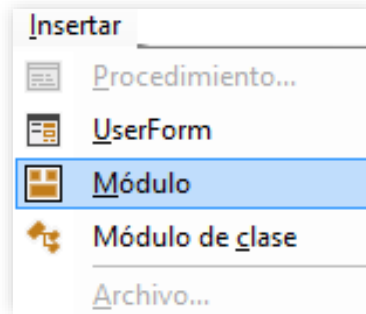 Insertar
Procedimiento...
UserForm
Módulo
Módulo de clase
Archivo...